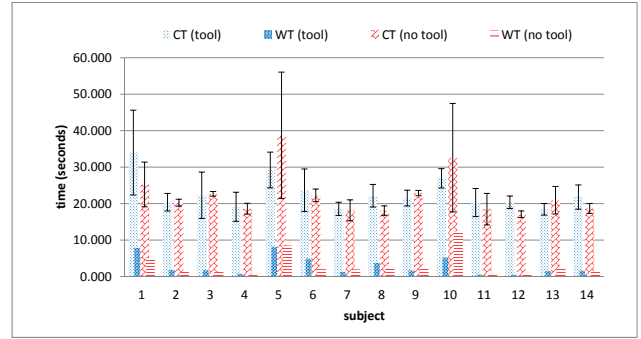 CT (tool) WT (tool) CT (no tool) WT (no tool)
60.000
50.000
40.000
30.000
20.000
10.000
0.000
time (seconds)
1 2 3 4 5 6 7 8 9 10 11 12 13 14
subject